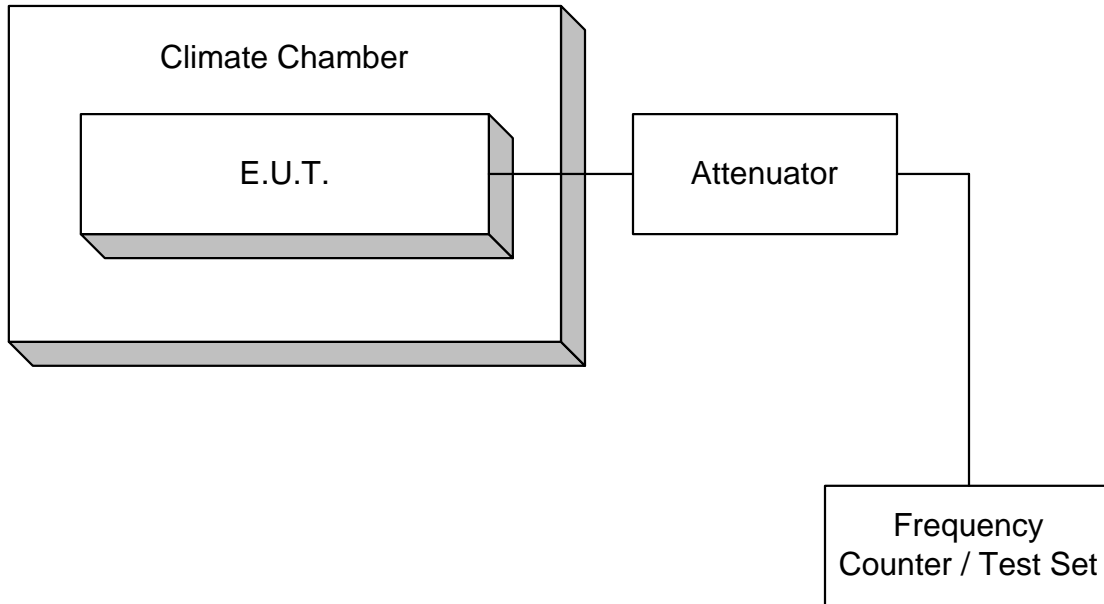 Climate Chamber
E.U.T.
Attenuator
Frequency
Counter / Test Set